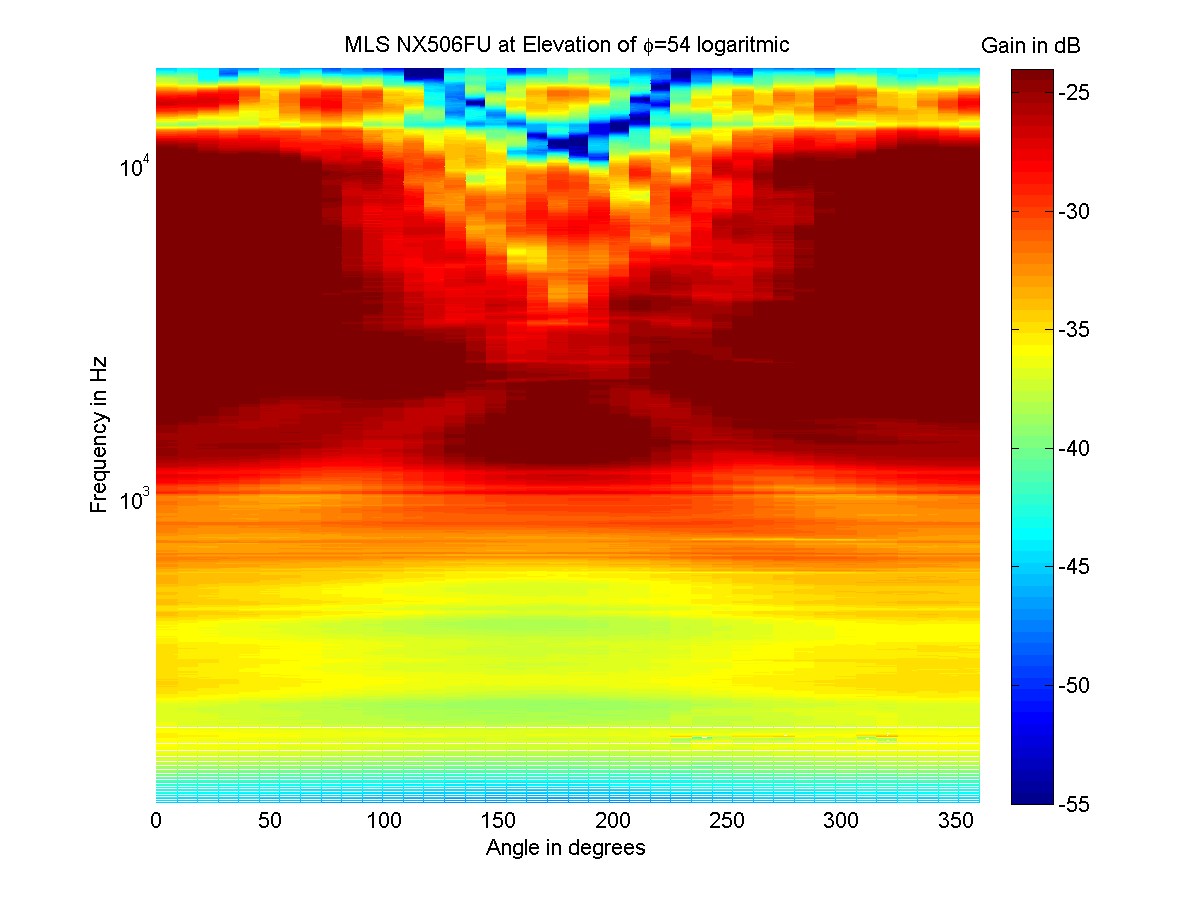 MLS NX506FU at Elevation of ϕ=54 logaritmic
Gain in dB
-25
-30
-35
-40
-45
-50
-55
10^4
10^3
Frequency in Hz
0 50 100 150 200 250 300 350
Angle in degrees